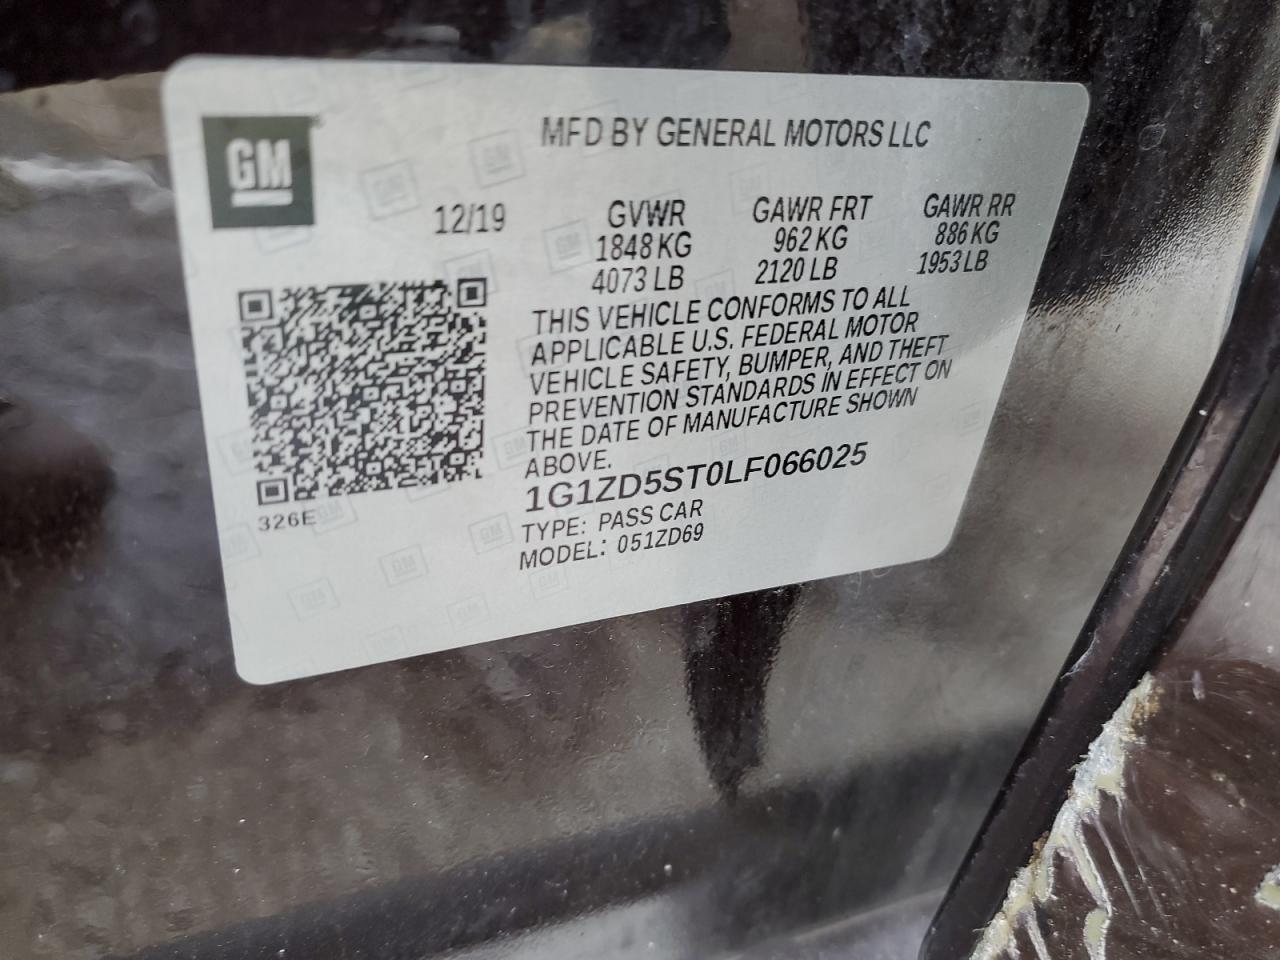 GM
MFD BY GENERAL MOTORS LLC
12/19 GVWR GAWR FRT GAWR RR
1848 KG 962 KG 886 KG
4073 LB 2120 LB 1953 LB
THIS VEHICLE CONFORMS TO ALL
APPLICABLE U.S. FEDERAL MOTOR
VEHICLE SAFETY, BUMPER, AND THEFT
PREVENTION STANDARDS IN EFFECT ON
THE DATE OF MANUFACTURE SHOWN
ABOVE.
1G1ZD5ST0LF066025
326E
TYPE: PASS CAR
MODEL: 051ZD69